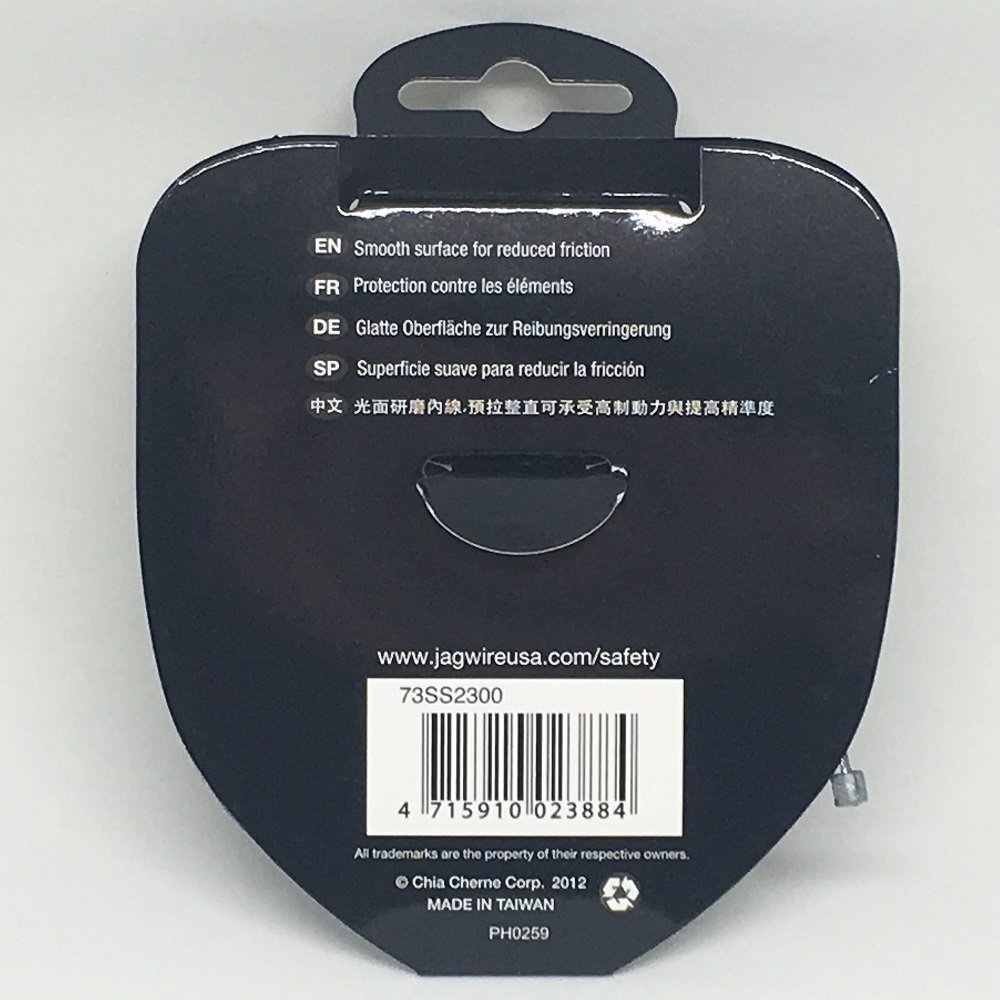 EN Smooth surface for reduced friction
FR Protection contre les éléments
DE Glatte Oberfläche zur Reibungsverringerung
SP Superficie suave para reducir la fricción
中文 光面研磨內線,預拉整直可承受高制動力與提高精準度
www.jagwireusa.com/safety
73SS2300
4 715910 023884
All trademarks are the property of their respective owners.
© Chia Cherne Corp. 2012
MADE IN TAIWAN
PH0259